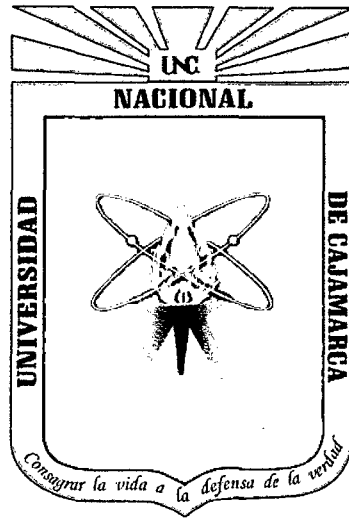 UNC
NACIONAL
UNIVERSIDAD
DE CAJAMARCA
Consagrar la vida a la defensa de la verdad